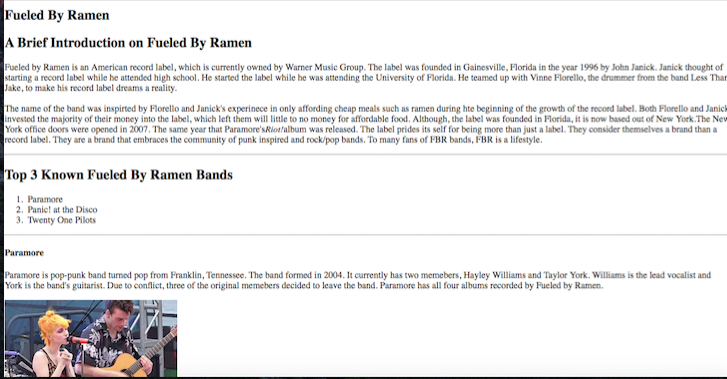 Fueled By Ramen
A Brief Introduction on Fueled By Ramen
Fueled by Ramen is an American record label, which is currently owned by Warner Music Group. The label was founded in Gainesville, Florida in the year 1996 by John Janick. Janick thought of
starting a record label while he attended high school. He started the label while he was attending the University of Florida. He teamed up with Vinne Florello, the drummer from the band Less Than
Jake, to make his record label dreams a reality.
The name of the band was inspirted by Florello and Janick's experinece in only affording cheap meals such as ramen during hte beginning of the growth of the record label. Both Florello and Janick
invested the majority of their money into the label, which left them will little to no money for affordable food. Although, the label was founded in Florida, it is now based out of New York.The New
York office doors were opened in 2007. The same year that Paramore'sRiot!album was released. The label prides its self for being more than just a label. They consider themselves a brand than a
record label. They are a brand that embraces the community of punk inspired and rock/pop bands. To many fans of FBR bands, FBR is a lifestyle.
Top 3 Known Fueled By Ramen Bands
1. Paramore
2. Panic! at the Disco
3. Twenty One Pilots
Paramore
Paramore is pop-punk band turned pop from Franklin, Tennessee. The band formed in 2004. It currently has two memebers, Hayley Williams and Taylor York. Williams is the lead vocalist and
York is the band's guitarist. Due to conflict, three of the original memebers decided to leave the band. Paramore has all four albums recorded by Fueled by Ramen.